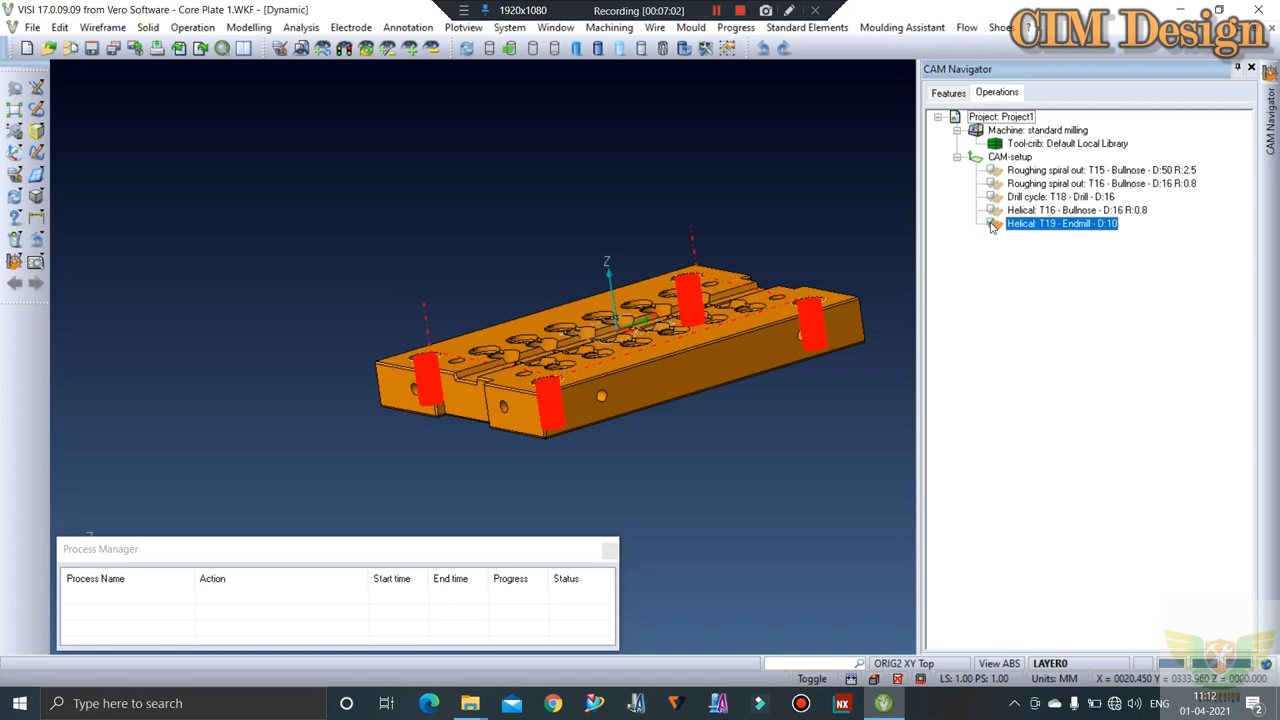 VISI 17.0.09.09 from Vero Software - Core Plate 1.WKF - [Dynamic]
1920x1080
Recording [00:07:02]
CIM Design
File Edit Wireframe Solid Operation Modelling Analysis Electrode Annotation Plotview System Window Machining Wire Mould Progress Standard Elements Moulding Assistant Flow Shoe
CAM Navigator
Features
Operations
Project: Project1
Machine: standard milling
Tool-crib: Default Local Library
CAM-setup
Roughing spiral out: T15 - Bullnose - D:50 R:2.5
Roughing spiral out: T16 - Bullnose - D:16 R:0.8
Drill cycle: T18 - Drill - D:16
Helical: T16 - Bullnose - D:16 R:0.8
Helical: T19 - Endmill - D:10
CAM Navigator
Z
Process Manager
Process Name Action Start time End time Progress Status
ORIG2 XY Top View ABS LAYER0
Toggle LS: 1.00 PS: 1.00 Units: MM X = 0020.450 Y = 0333.960 Z = 0000.000
Type here to search
NX
ENG
11:12
01-04-2021
2